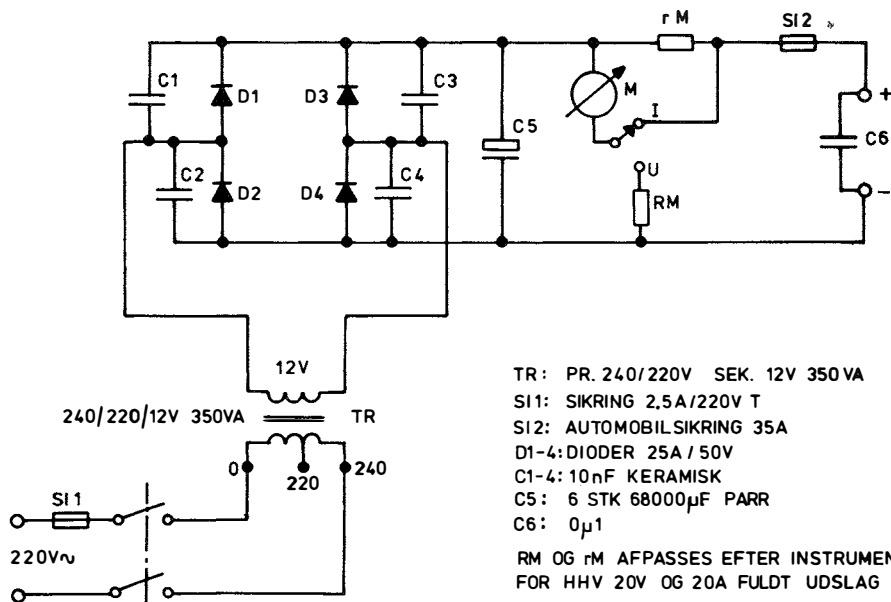 rM
SI2
C1
D1
D3
C3
M
I
+
C5
C6
C2
D2
D4
C4
U
−
RM
12V
240/220/12V 350VA
TR
0
220
240
SI1
220V~
TR: PR. 240/220V SEK. 12V 350VA
SI1: SIKRING 2,5A/220V T
SI2: AUTOMOBILSIKRING 35A
D1-4: DIODER 25A/50V
C1-4: 10nF KERAMISK
C5: 6 STK 68000µF PARR
C6: 0µ1
RM OG rM AFPASSES EFTER INSTRUMEN
FOR HHV 20V OG 20A FULDT UDSLAG